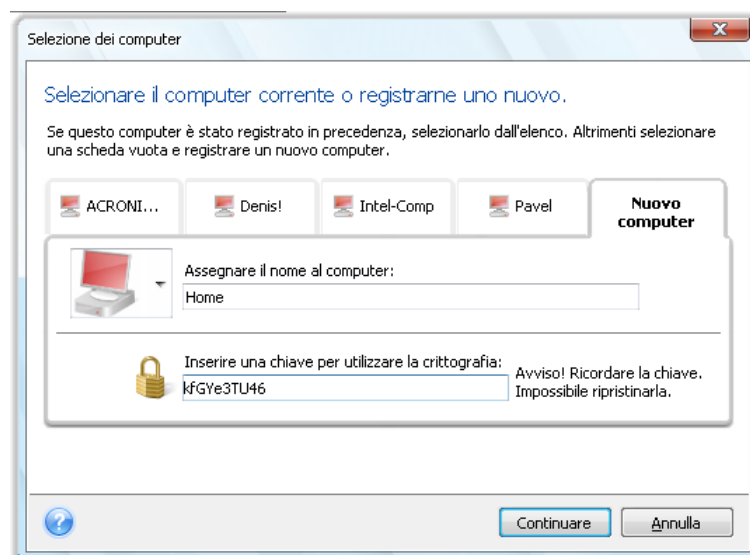 Selezione dei computer
Selezionare il computer corrente o registrarne uno nuovo.
Se questo computer è stato registrato in precedenza, selezionarlo dall'elenco. Altrimenti selezionare
una scheda vuota e registrare un nuovo computer.
ACRONI...
Denis!
Intel-Comp
Pavel
Nuovo
computer
Assegnare il nome al computer:
Home
Inserire una chiave per utilizzare la crittografia:
kfGYe3TU46
Avviso! Ricordare la chiave.
Impossibile ripristinarla.
?
Continuare
Annulla